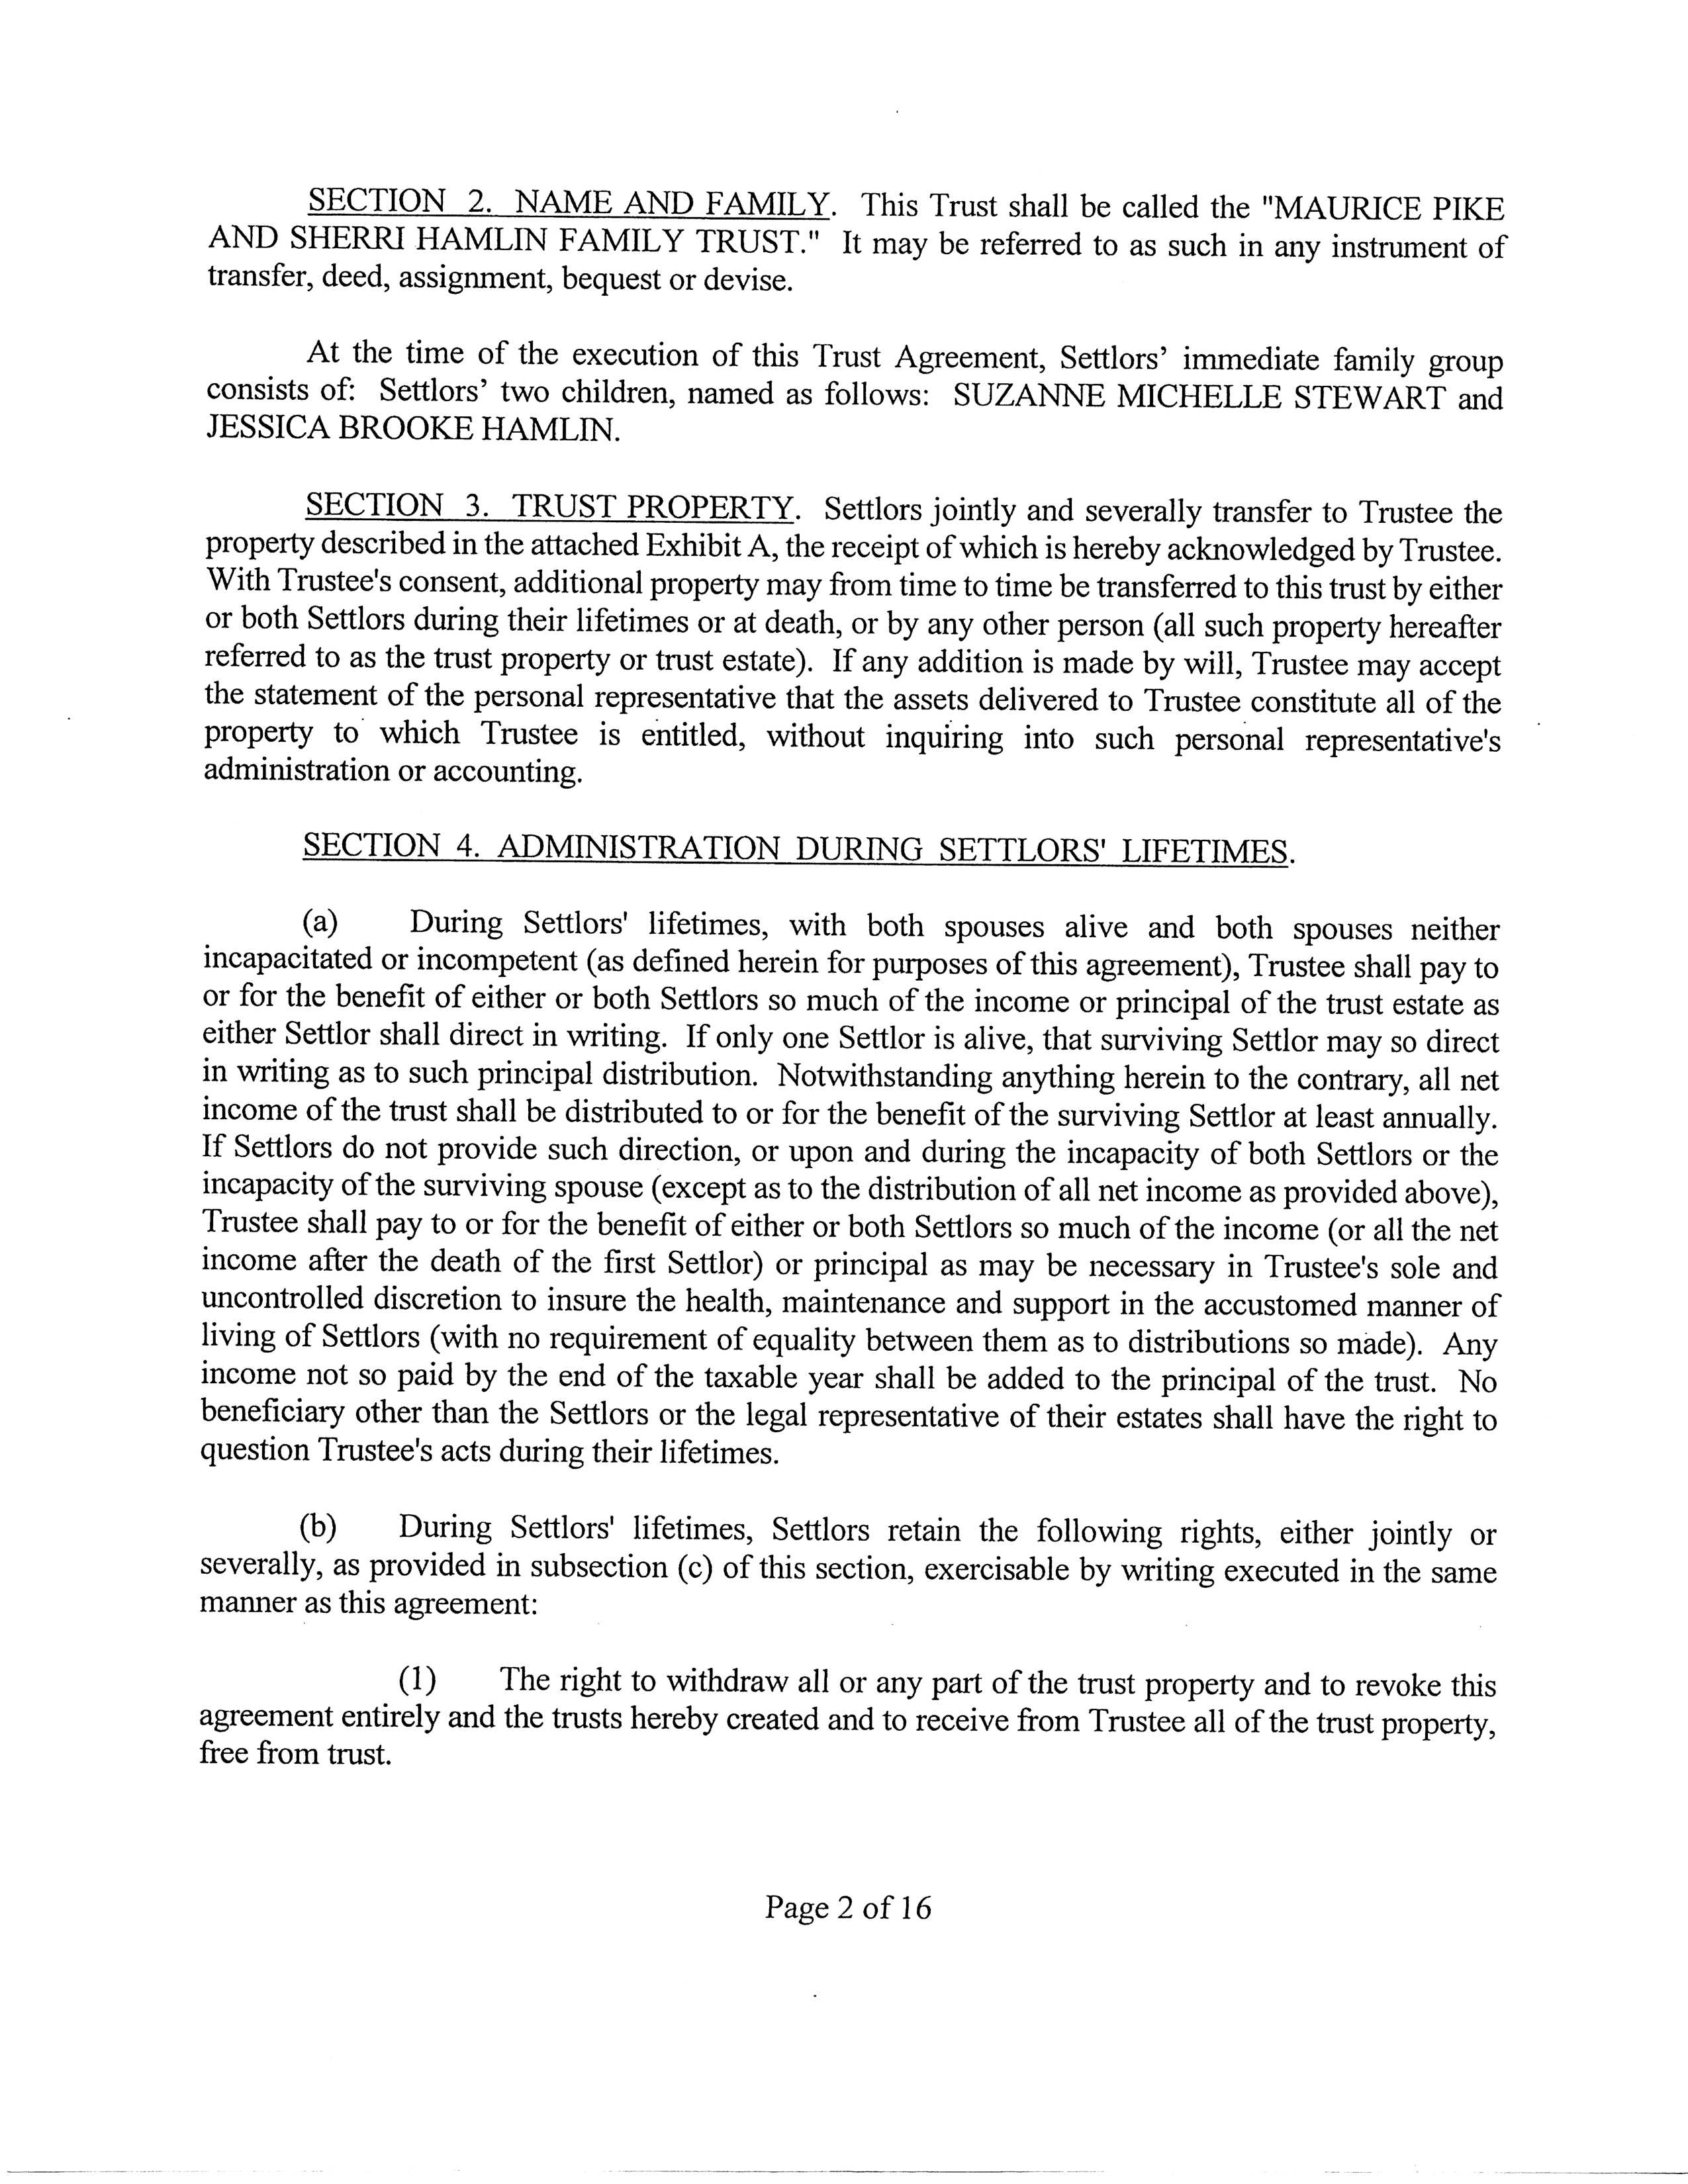 SECTION 2. NAME AND FAMILY. This Trust shall be called the "MAURICE PIKE
AND SHERRI HAMLIN FAMILY TRUST." It may be referred to as such in any instrument of
transfer, deed, assignment, bequest or devise.
At the time of the execution of this Trust Agreement, Settlors’ immediate family group
consists of: Settlors’ two children, named as follows: SUZANNE MICHELLE STEWART and
JESSICA BROOKE HAMLIN.
SECTION 3. TRUST PROPERTY. Settlors jointly and severally transfer to Trustee the
property described in the attached Exhibit A, the receipt of which is hereby acknowledged by Trustee.
With Trustee's consent, additional property may from time to time be transferred to this trust by either
or both Settlors during their lifetimes or at death, or by any other person (all such property hereafter
referred to as the trust property or trust estate). If any addition is made by will, Trustee may accept
the statement of the personal representative that the assets delivered to Trustee constitute all of the
property to which Trustee is entitled, without inquiring into such personal representative's
administration or accounting.
SECTION 4. ADMINISTRATION DURING SETTLORS' LIFETIMES.
(a) During Settlors' lifetimes, with both spouses alive and both spouses neither
incapacitated or incompetent (as defined herein for purposes of this agreement), Trustee shall pay to
or for the benefit of either or both Settlors so much of the income or principal of the trust estate as
either Settlor shall direct in writing. If only one Settlor is alive, that surviving Settlor may so direct
in writing as to such principal distribution. Notwithstanding anything herein to the contrary, all net
income of the trust shall be distributed to or for the benefit of the surviving Settlor at least annually.
If Settlors do not provide such direction, or upon and during the incapacity of both Settlors or the
incapacity of the surviving spouse (except as to the distribution of all net income as provided above),
Trustee shall pay to or for the benefit of either or both Settlors so much of the income (or all the net
income after the death of the first Settlor) or principal as may be necessary in Trustee's sole and
uncontrolled discretion to insure the health, maintenance and support in the accustomed manner of
living of Settlors (with no requirement of equality between them as to distributions so made). Any
income not so paid by the end of the taxable year shall be added to the principal of the trust. No
beneficiary other than the Settlors or the legal representative of their estates shall have the right to
question Trustee's acts during their lifetimes.
(b) During Settlors' lifetimes, Settlors retain the following rights, either jointly or
severally, as provided in subsection (c) of this section, exercisable by writing executed in the same
manner as this agreement:
(1) The right to withdraw all or any part of the trust property and to revoke this
agreement entirely and the trusts hereby created and to receive from Trustee all of the trust property,
free from trust.
Page 2 of 16